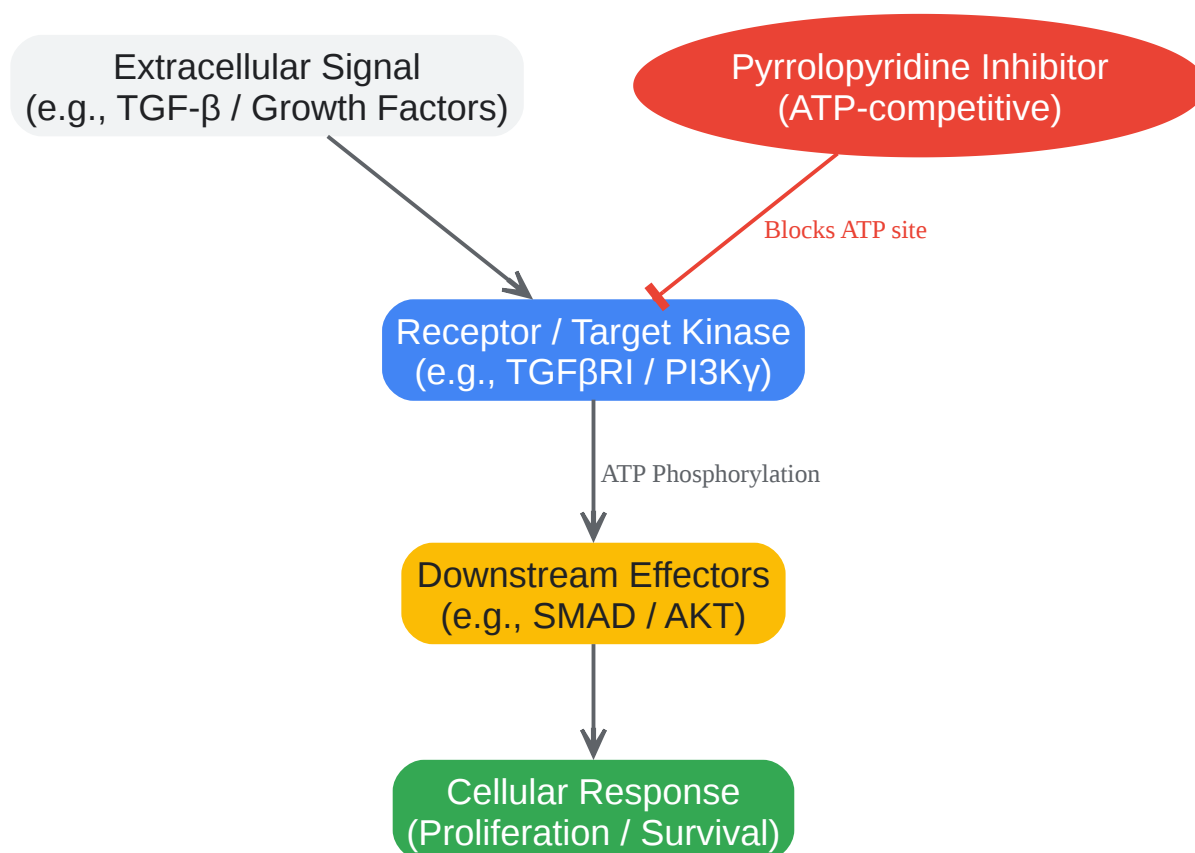 Extracellular Signal
(e.g., TGF-β / Growth Factors)
Pyrrolopyridine Inhibitor
(ATP-competitive)
Blocks ATP site
Receptor / Target Kinase
(e.g., TGFβRI / PI3Kγ)
ATP Phosphorylation
Downstream Effectors
(e.g., SMAD / AKT)
Cellular Response
(Proliferation / Survival)